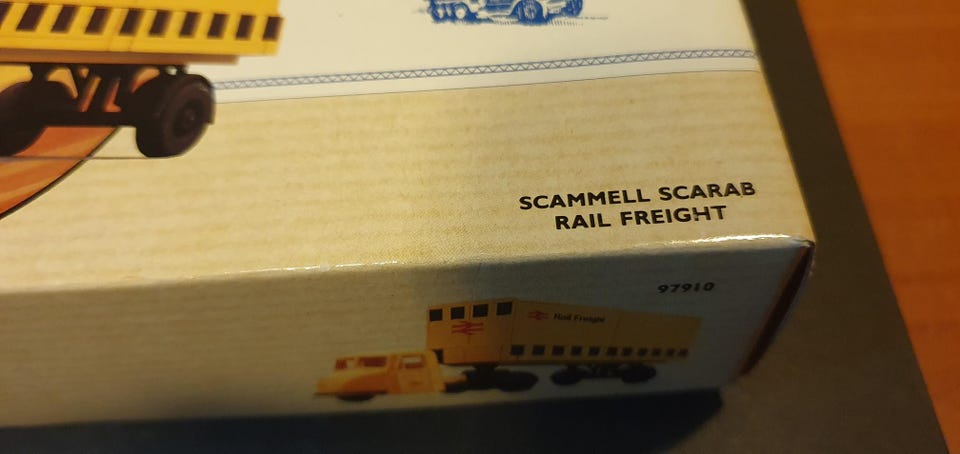 SCAMMELL SCARAB
RAIL FREIGHT
97910
Rail Freight